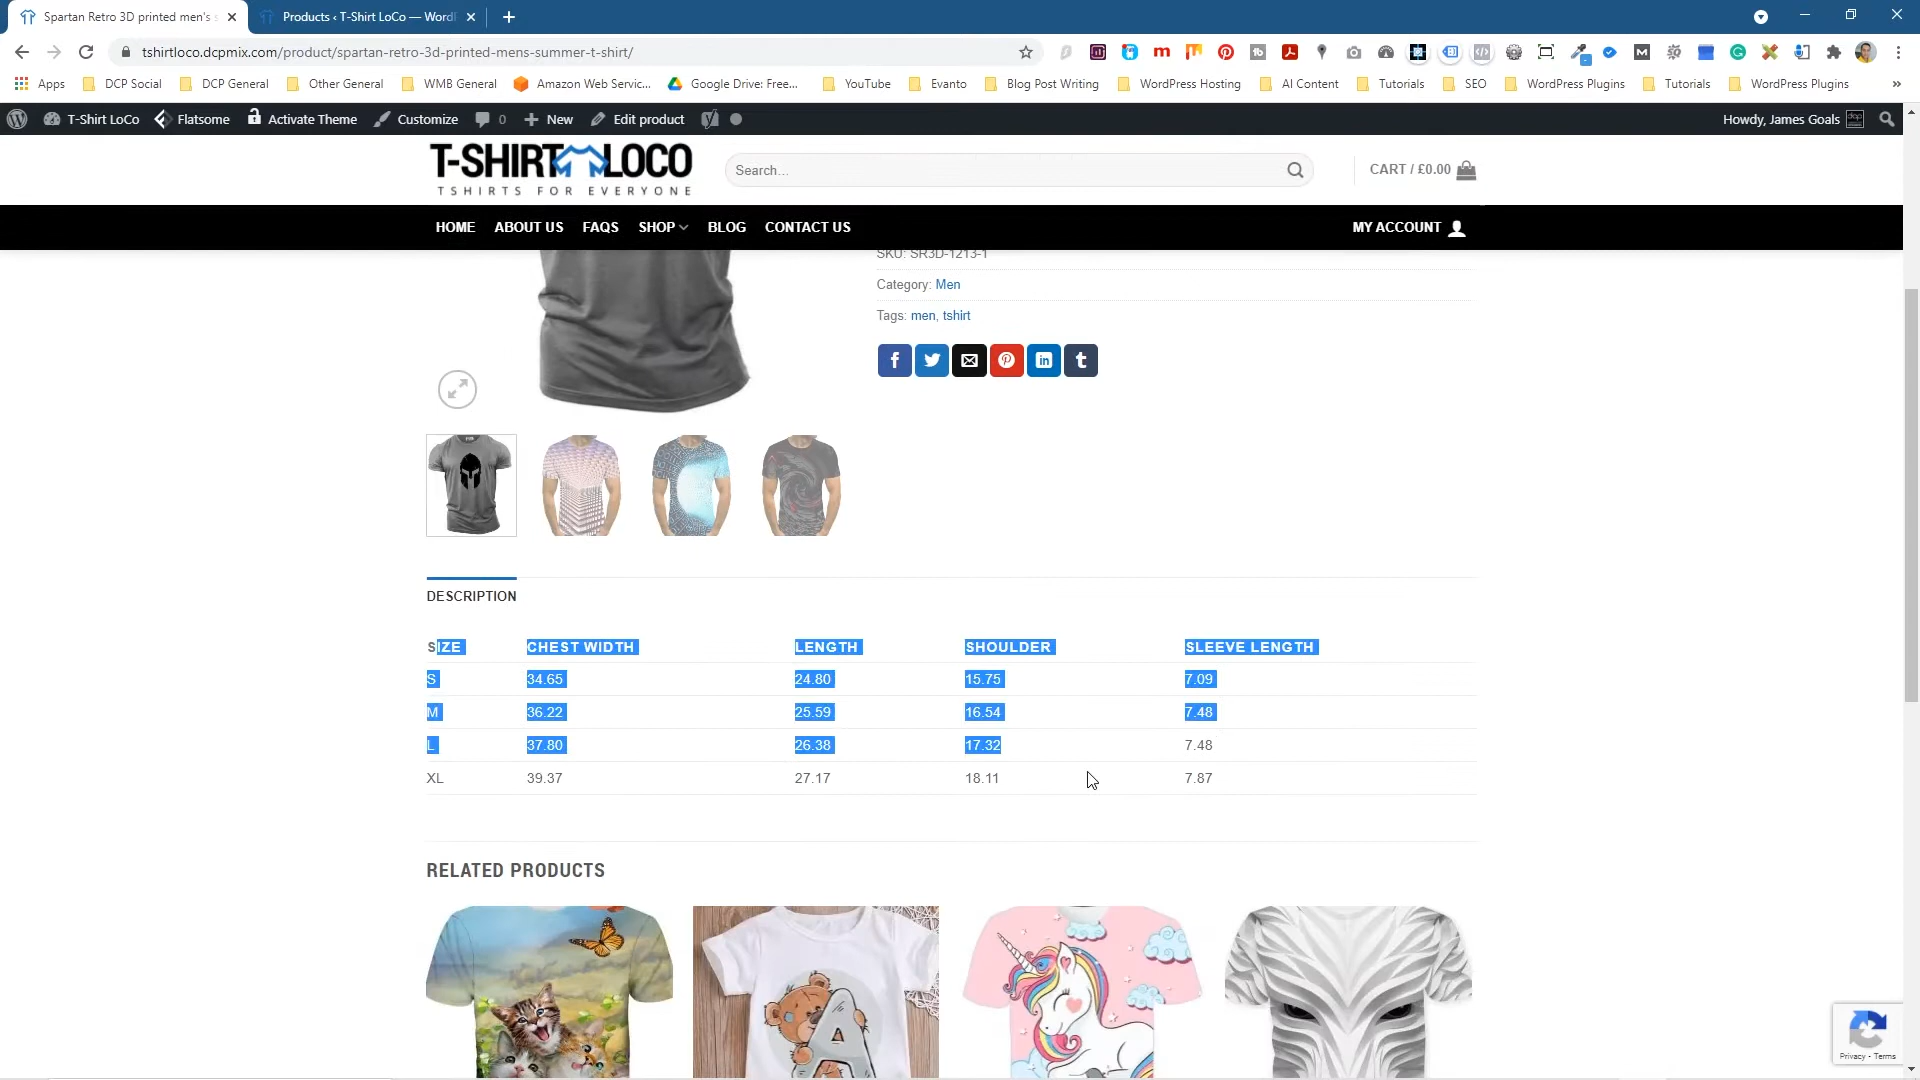 Spartan Retro 3D printed men's s
Products ‹ T-Shirt LoCo — WordF
tshirtloco.dcpmix.com/product/spartan-retro-3d-printed-mens-summer-t-shirt/
Apps DCP Social DCP General Other General WMB General Amazon Web Servic... Google Drive: Free... YouTube Evanto Blog Post Writing WordPress Hosting AI Content Tutorials SEO WordPress Plugins Tutorials WordPress Plugins »
T-Shirt LoCo Flatsome Activate Theme Customize 0 New Edit product Howdy, James Goals
T-SHIRT LOCO
TSHIRTS FOR EVERYONE
Search...
CART / £0.00
HOME ABOUT US FAQS SHOP BLOG CONTACT US MY ACCOUNT
SKU: SR3D-1213-1
Category: Men
Tags: men, tshirt
DESCRIPTION
SIZE CHEST WIDTH LENGTH SHOULDER SLEEVE LENGTH
S 34.65 24.80 15.75 7.09
M 36.22 25.59 16.54 7.48
L 37.80 26.38 17.32 7.48
XL 39.37 27.17 18.11 7.87
RELATED PRODUCTS
A
Privacy - Terms